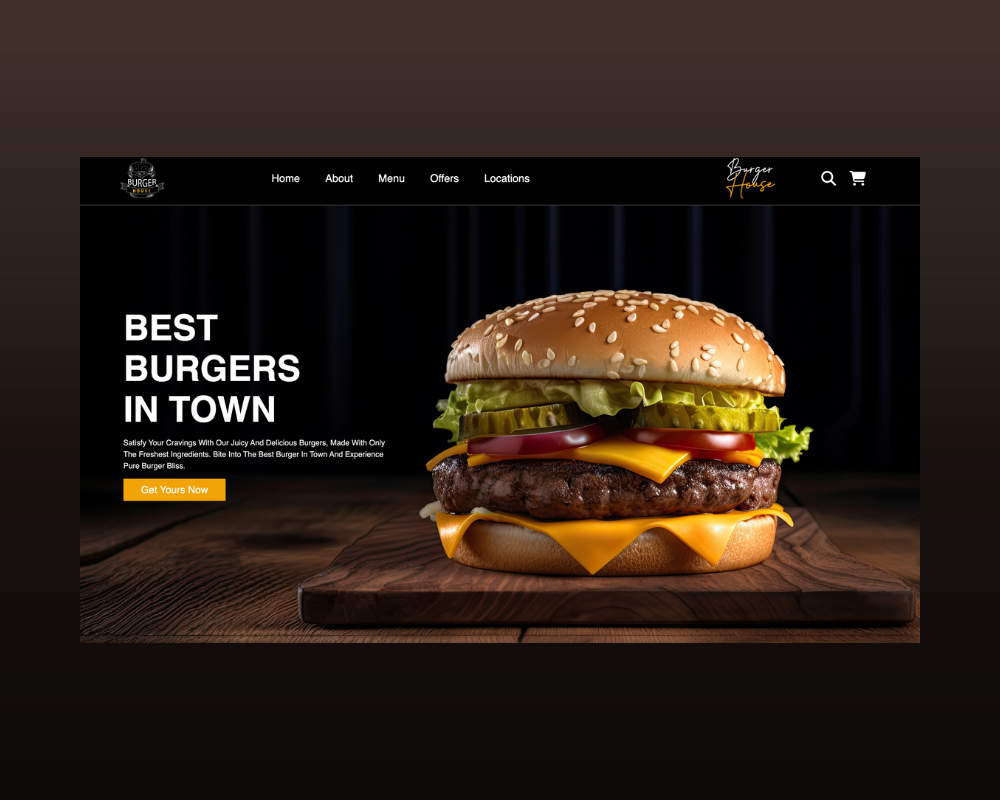 BURGER
HOUSE
Home About Menu Offers Locations
Burger
House
BEST
BURGERS
IN TOWN
Satisfy Your Cravings With Our Juicy And Delicious Burgers, Made With Only
The Freshest Ingredients. Bite Into The Best Burger In Town And Experience
Pure Burger Bliss.
Get Yours Now